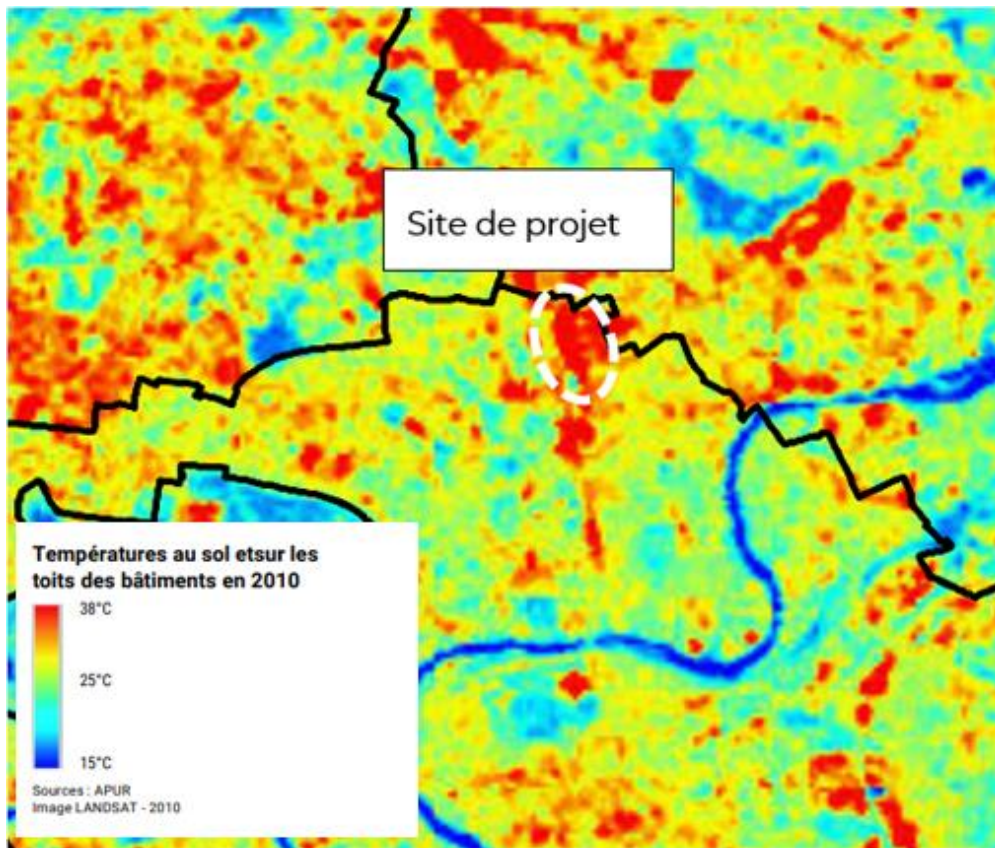 Site de projet
Températures au sol etsur les
toits des bâtiments en 2010
38°C
25°C
15°C
Sources : APUR
Image LANDSAT - 2010